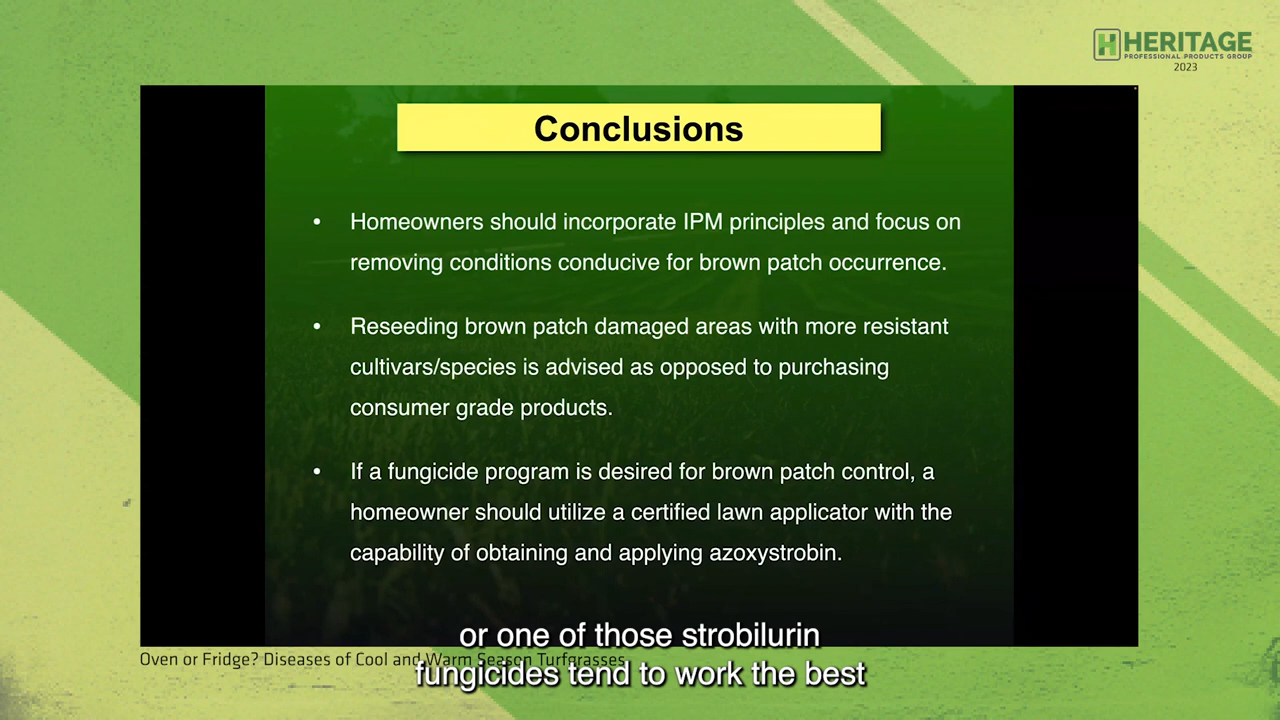 HERITAGE
PROFESSIONAL PRODUCTS GROUP
2023
Conclusions
• Homeowners should incorporate IPM principles and focus on
removing conditions conducive for brown patch occurrence.
• Reseeding brown patch damaged areas with more resistant
cultivars/species is advised as opposed to purchasing
consumer grade products.
• If a fungicide program is desired for brown patch control, a
homeowner should utilize a certified lawn applicator with the
capability of obtaining and applying azoxystrobin.
or one of those strobilurin
Oven or Fridge? Diseases of Cool and Warm Season Turfgrasses
fungicides tend to work the best